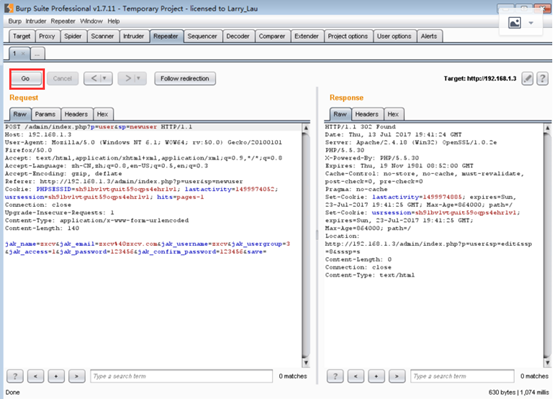 Burp Suite Professional v1.7.11 - Temporary Project - licensed to Larry_Lau
Burp Intruder Repeater Window Help
Target Proxy Spider Scanner Intruder Repeater Sequencer Decoder Comparer Extender Project options User options Alerts
1 × ...
Go Cancel < > Follow redirection Target: http://192.168.1.3
Request
Raw Params Headers Hex
POST /admin/index.php?p=user&sp=newuser HTTP/1.1
Host: 192.168.1.3
User-Agent: Mozilla/5.0 (Windows NT 6.1; WOW64; rv:50.0) Gecko/20100101
Firefox/50.0
Accept: text/html,application/xhtml+xml,application/xml;q=0.9,*/*;q=0.8
Accept-Language: zh-CN,zh;q=0.8,en-US;q=0.5,en;q=0.3
Accept-Encoding: gzip, deflate
Referer: http://192.168.1.3/admin/index.php?p=user&sp=newuser
Connection: close
Upgrade-Insecure-Requests: 1
Content-Type: application/x-www-form-urlencoded
Content-Length: 140
jak_name=zxcv&jak_email=zxcv%40zxcv.com&jak_username=zxcv&jak_usergroup=3
&jak_access=1&jak_password=123456&jak_confirm_password=123456&save=
? < + > Type a search term 0 matches
Response
Raw Headers Hex
HTTP/1.1 302 Found
Date: Thu, 13 Jul 2017 19:41:24 GMT
Server: Apache/2.4.18 (Win32) OpenSSL/1.0.2e
PHP/5.5.30
X-Powered-By: PHP/5.5.30
Expires: Thu, 19 Nov 1981 08:52:00 GMT
Cache-Control: no-store, no-cache, must-revalidate,
post-check=0, pre-check=0
Pragma: no-cache
Set-Cookie: lastactivity=1499974885; expires=Sun,
23-Jul-2017 19:41:25 GMT; Max-Age=864000; path=/
expires=Sun, 23-Jul-2017 19:41:25 GMT;
Max-Age=864000; path=/
Location:
http://192.168.1.3/admin/index.php?p=user&sp=edit&ssp
=8&sssp=s
Content-Length: 0
Connection: close
Content-Type: text/html
? < + > Type a search term 0 matches
Done 630 bytes | 1,074 millis